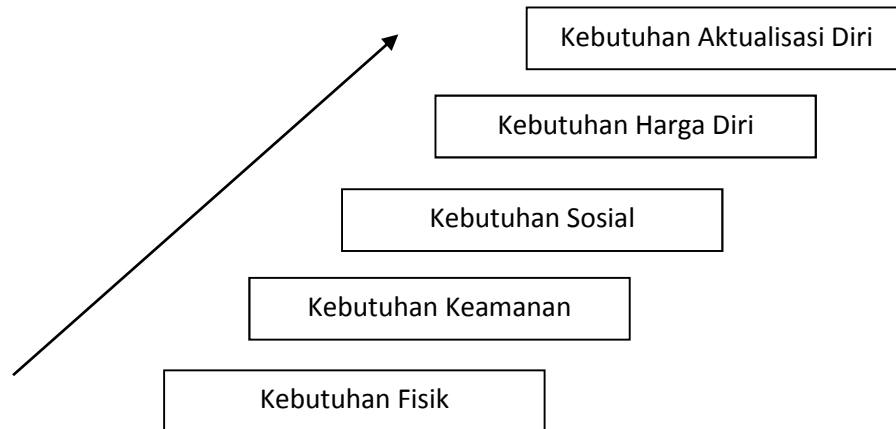 Kebutuhan Aktualisasi Diri
Kebutuhan Harga Diri
Kebutuhan Sosial
Kebutuhan Keamanan
Kebutuhan Fisik